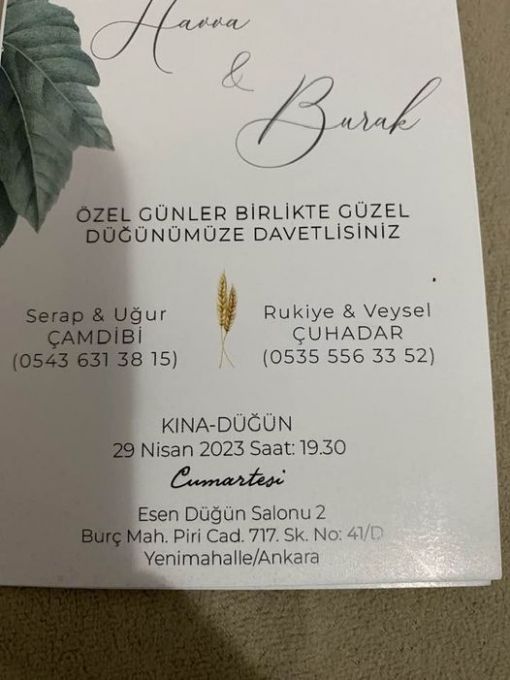 Havva
&
Burak
ÖZEL GÜNLER BİRLİKTE GÜZEL
DÜĞÜNÜMÜZE DAVETLİSİNİZ
Serap & Uğur
ÇAMDİBİ
(0543 631 38 15)
Rukiye & Veysel
ÇUHADAR
(0535 556 33 52)
KINA-DÜĞÜN
29 Nisan 2023 Saat: 19.30
Cumartesi
Esen Düğün Salonu 2
Burç Mah. Piri Cad. 717. Sk. No: 41/D
Yenimahalle/Ankara